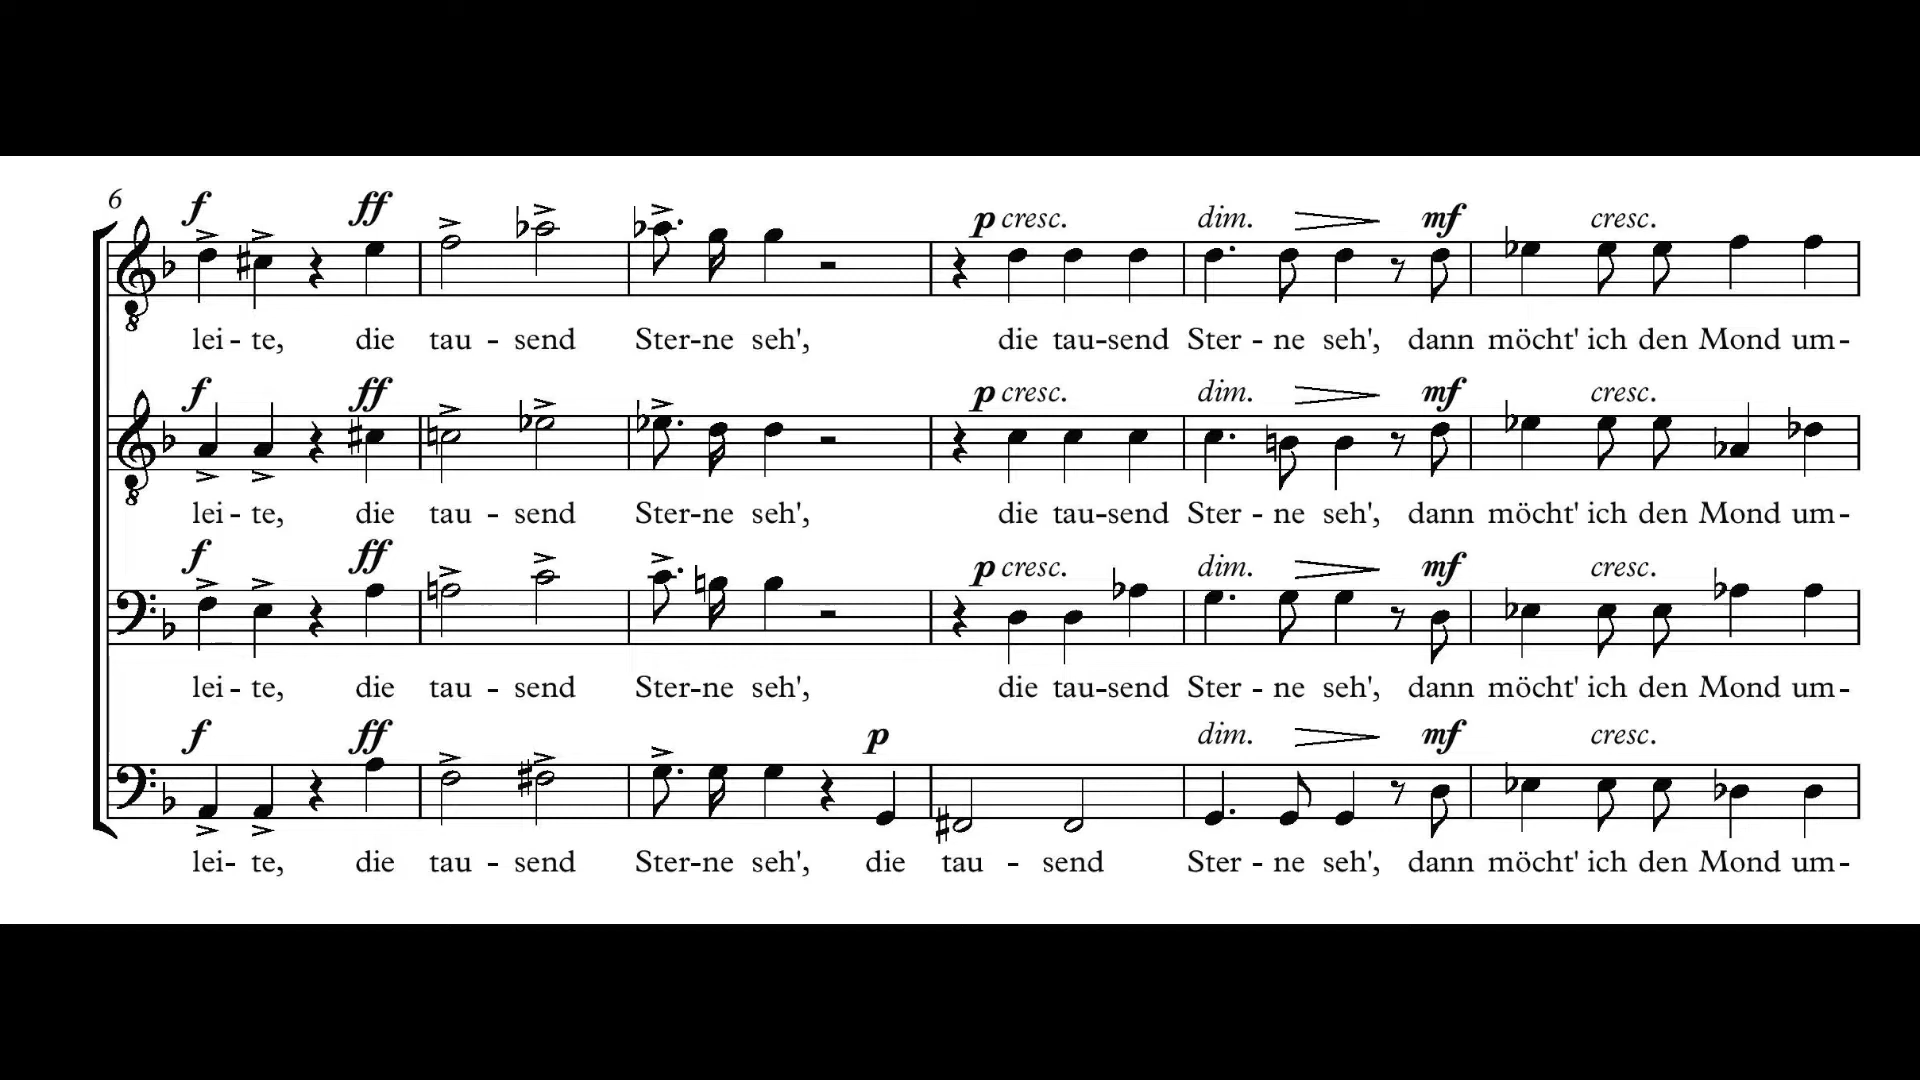 6
f ff p cresc. dim. mf cresc.
8
lei - te, die tau - send Ster-ne seh', die tau-send Ster - ne seh', dann möcht' ich den Mond um-
f ff p cresc. dim. mf cresc.
8
lei - te, die tau - send Ster-ne seh', die tau-send Ster - ne seh', dann möcht' ich den Mond um-
f ff p cresc. dim. mf cresc.
lei - te, die tau - send Ster-ne seh', die tau-send Ster - ne seh', dann möcht' ich den Mond um-
f ff p dim. mf cresc.
lei- te, die tau - send Ster-ne seh', die tau - send Ster - ne seh', dann möcht' ich den Mond um-